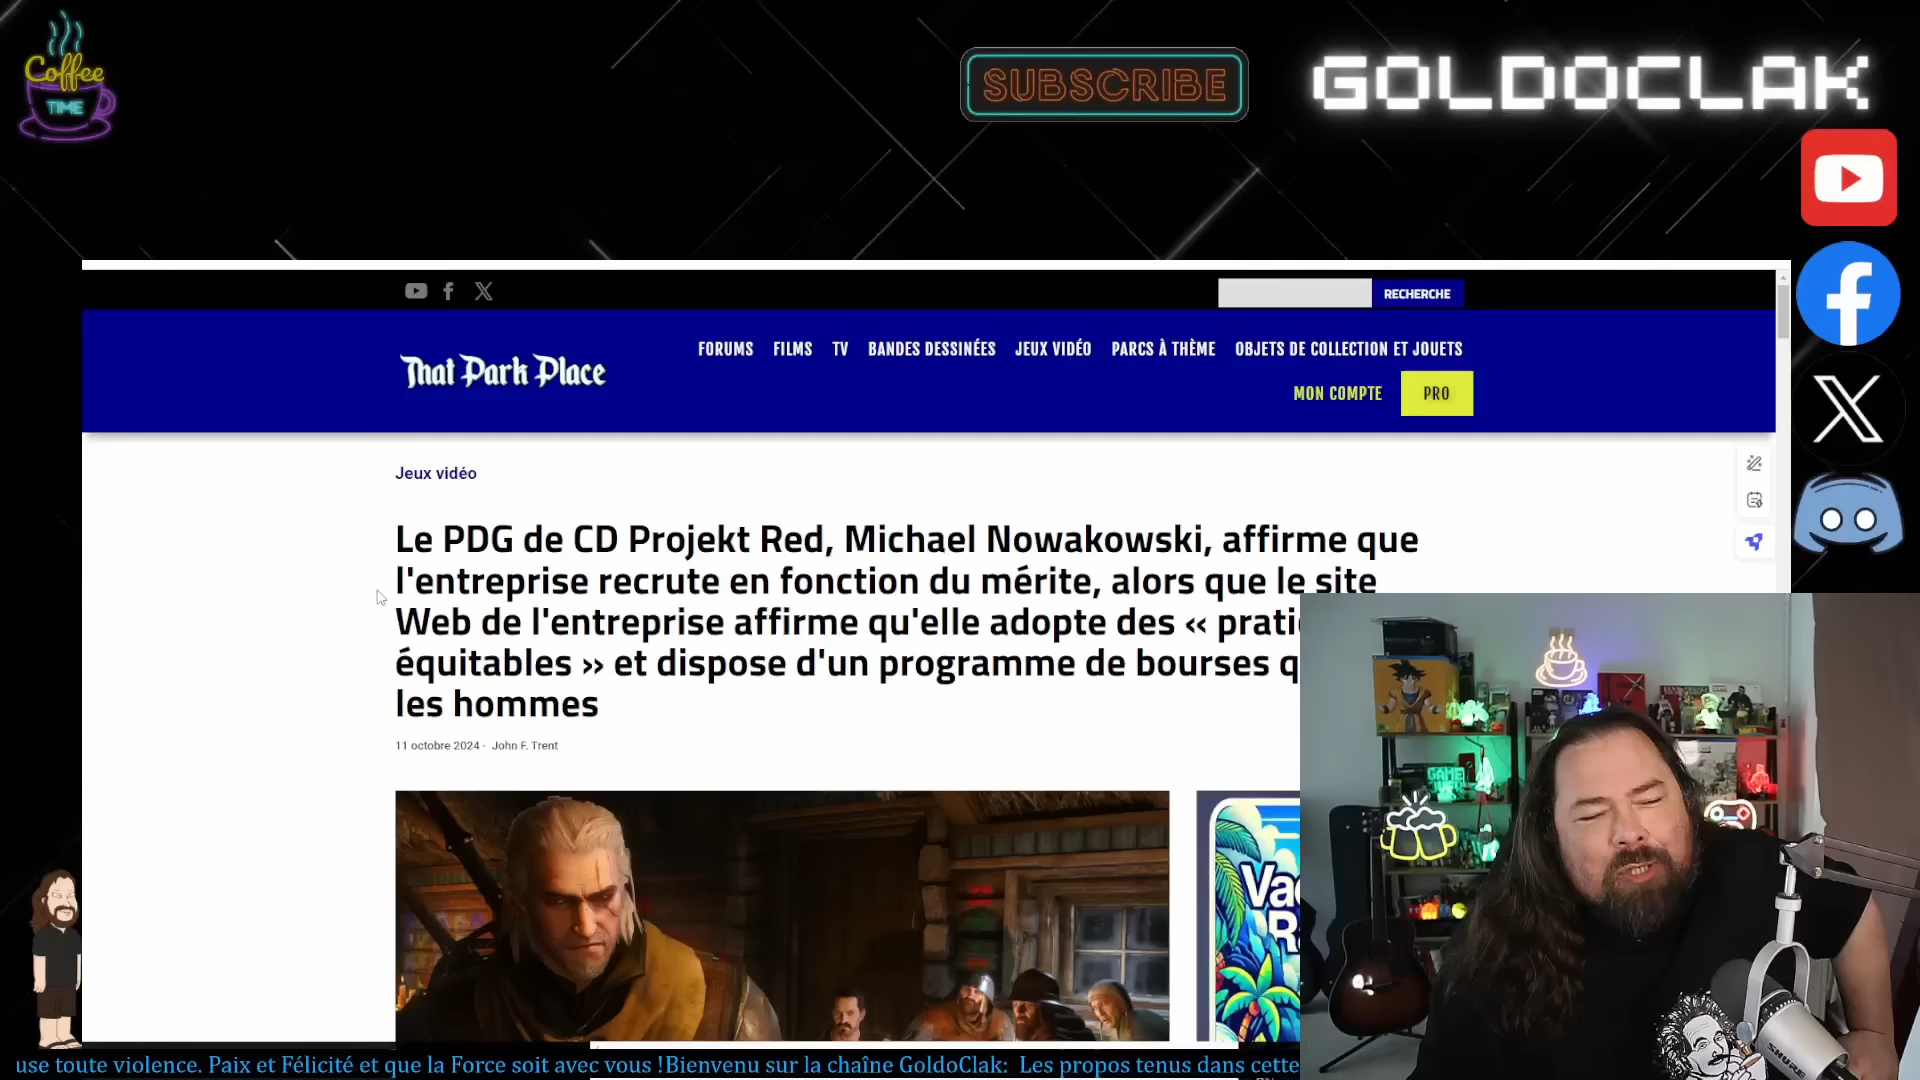 Coffee
TIME
SUBSCRIBE
GOLDOCLAK
RECHERCHE
That Park Place
FORUMS FILMS TV BANDES DESSINÉES JEUX VIDÉO PARCS À THÈME OBJETS DE COLLECTION ET JOUETS
MON COMPTE PRO
Jeux vidéo
Le PDG de CD Projekt Red, Michael Nowakowski, affirme que
l'entreprise recrute en fonction du mérite, alors que le site
Web de l'entreprise affirme qu'elle adopte des « prati
équitables » et dispose d'un programme de bourses q
les hommes
11 octobre 2024 · John F. Trent
Va
R
GAME
SHURE
use toute violence. Paix et Félicité et que la Force soit avec vous !Bienvenu sur la chaîne GoldoClak: Les propos tenus dans cette